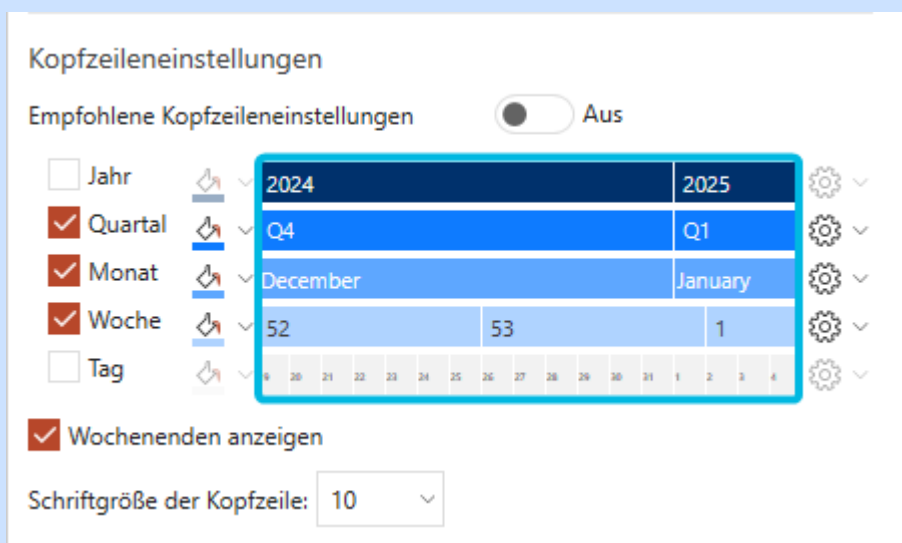 Kopfzeileneinstellungen
Empfohlene Kopfzeileneinstellungen Aus
Jahr 2024 2025
Quartal Q4 Q1
Monat December January
Woche 52 53 1
Tag 9 20 21 22 23 24 25 26 27 28 29 30 31 1 2 3 4
Wochenenden anzeigen
Schriftgröße der Kopfzeile: 10